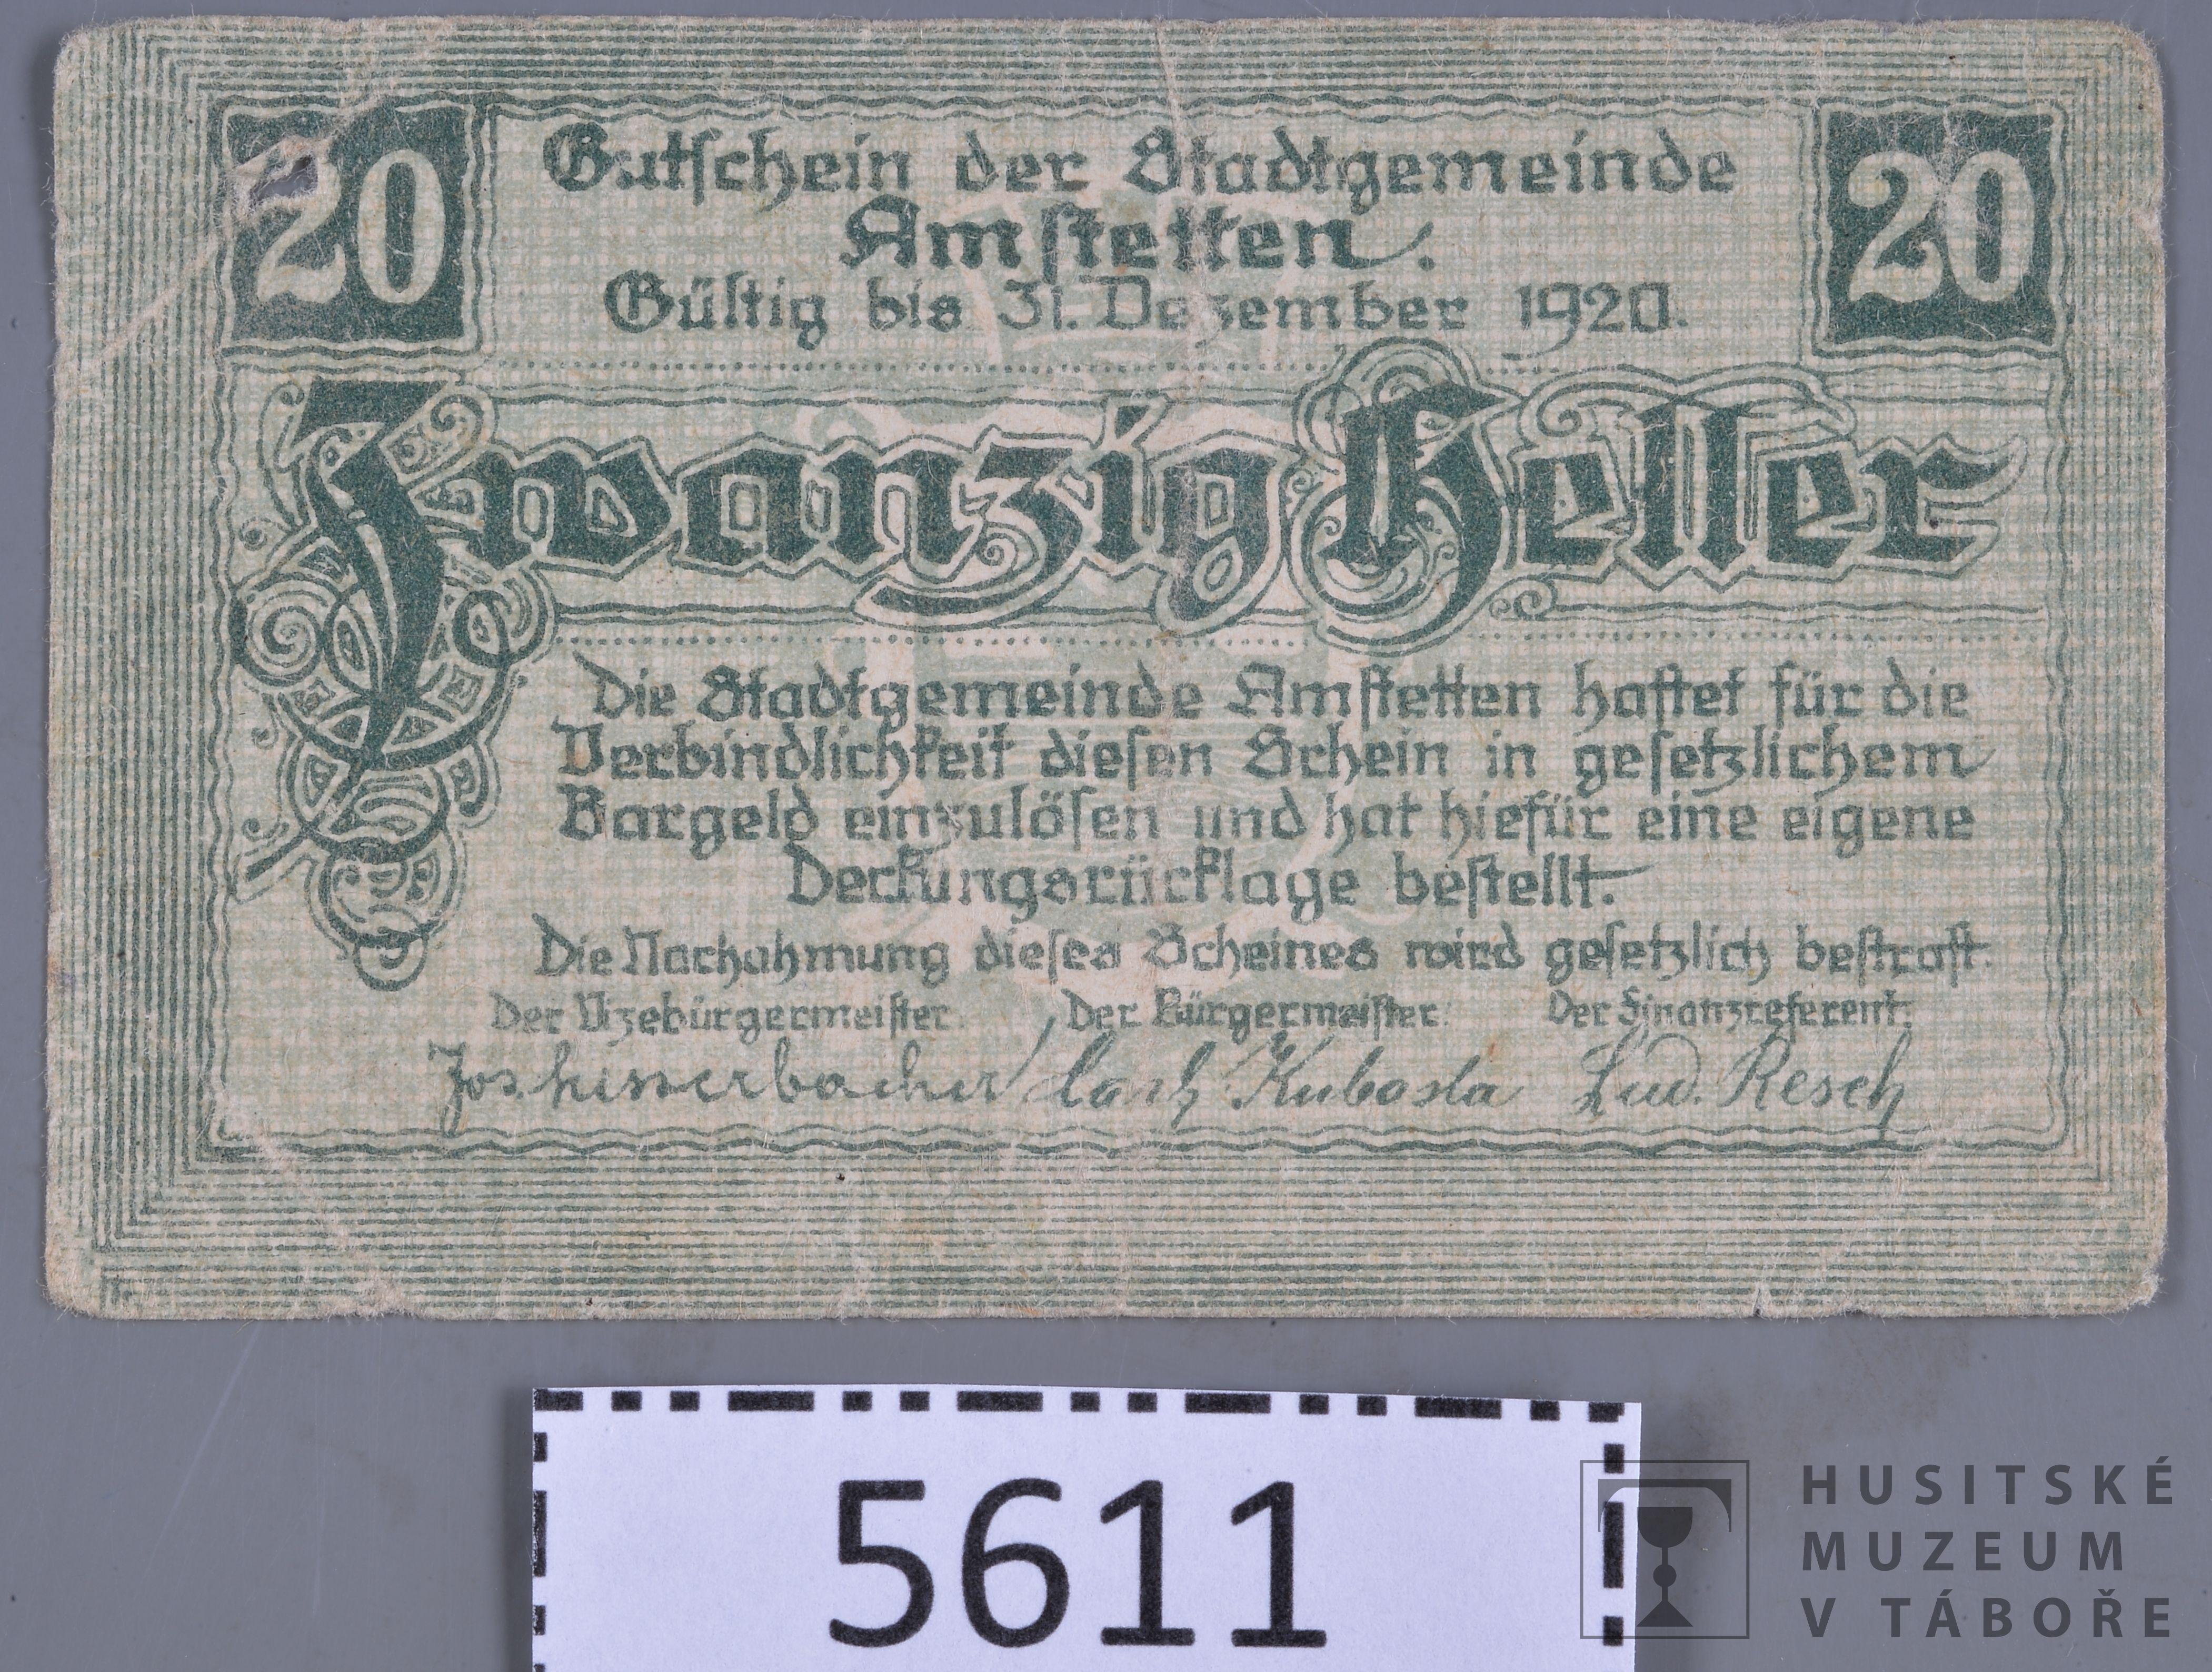 20
20
Gutschein der Stadtgemeinde
Amstetten.
Gültig bis 31. Dezember 1920.
Zwanzig Heller
Die Stadtgemeinde Amstetten haftet für die
Verbindlichkeit diesen Schein in gesetzlichem
Bargeld einzulösen und hat hiefür eine eigene
Deckungsrücklage bestellt.
Die Nachahmung dieses Scheines wird gesetzlich bestraft.
Der Vizebürgermeister: Der Bürgermeister: Der Finanzreferent:
Jos. Kubasta Lud. Resch
5611
HUSITSKÉ
MUZEUM
V TÁBOŘE